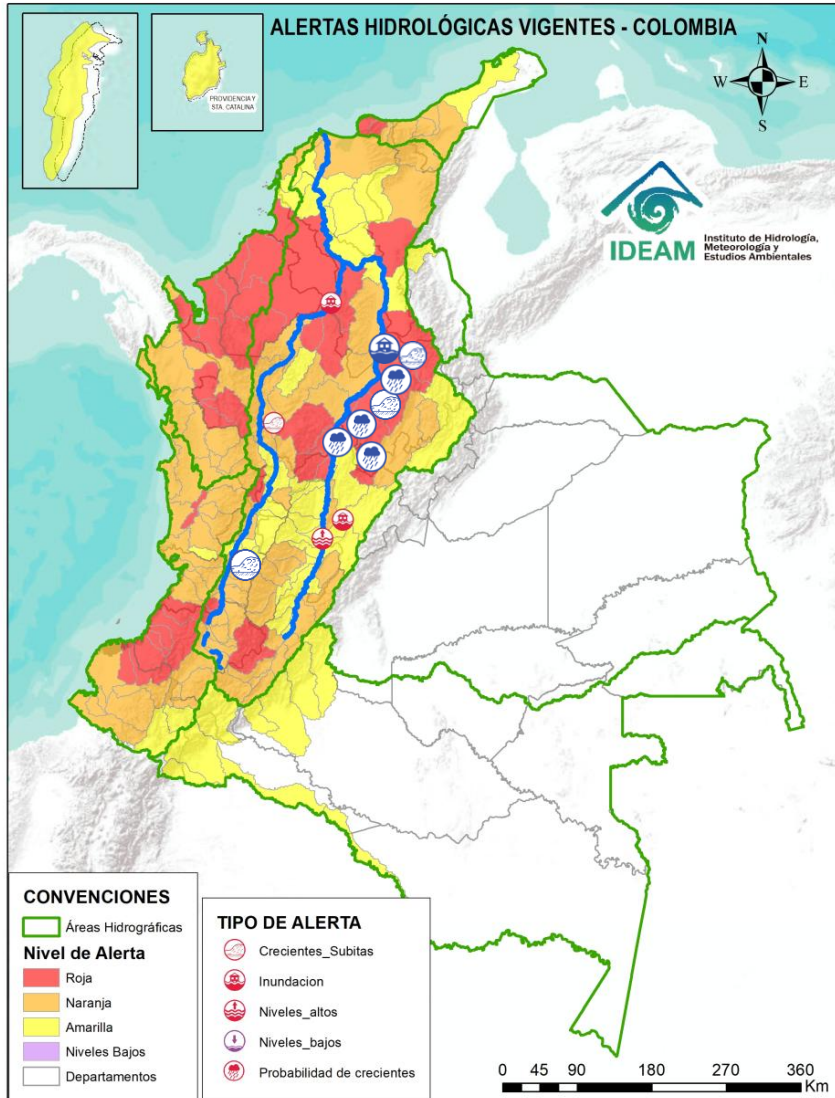 ALERTAS HIDROLÓGICAS VIGENTES - COLOMBIA
PROVIDENCIA Y
STA. CATALINA
N
W
E
S
IDEAM
Instituto de Hidrología,
Meteorología y
Estudios Ambientales
CONVENCIONES
Áreas Hidrográficas
Nivel de Alerta
Roja
Naranja
Amarilla
Niveles Bajos
Departamentos
TIPO DE ALERTA
Crecientes_Subitas
Inundacion
Niveles_altos
Niveles_bajos
Probabilidad de crecientes
0 45 90 180 270 360
Km